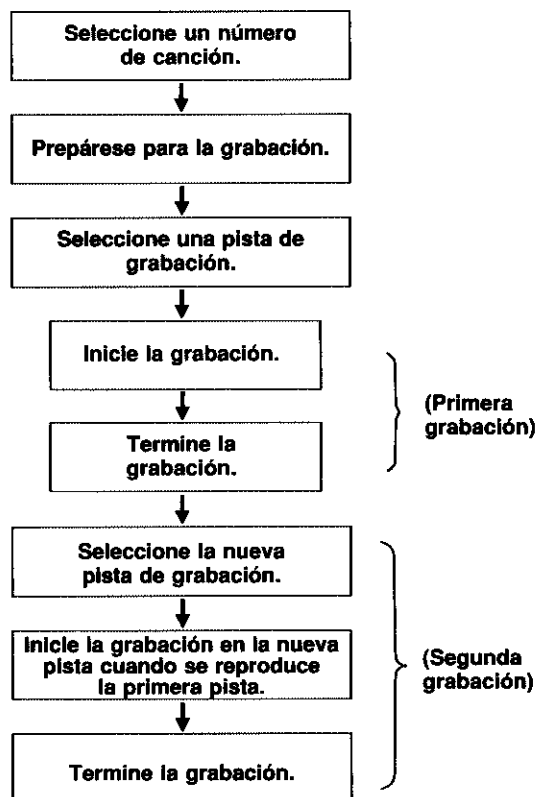 Seleccione un número
de canción.
Prepárese para la grabación.
Seleccione una pista de
grabación.
Inicie la grabación.
Termine la
grabación.
(Primera
grabación)
Seleccione la nueva
pista de grabación.
Inicie la grabación en la nueva
pista cuando se reproduce
la primera pista.
Termine la grabación.
(Segunda
grabación)